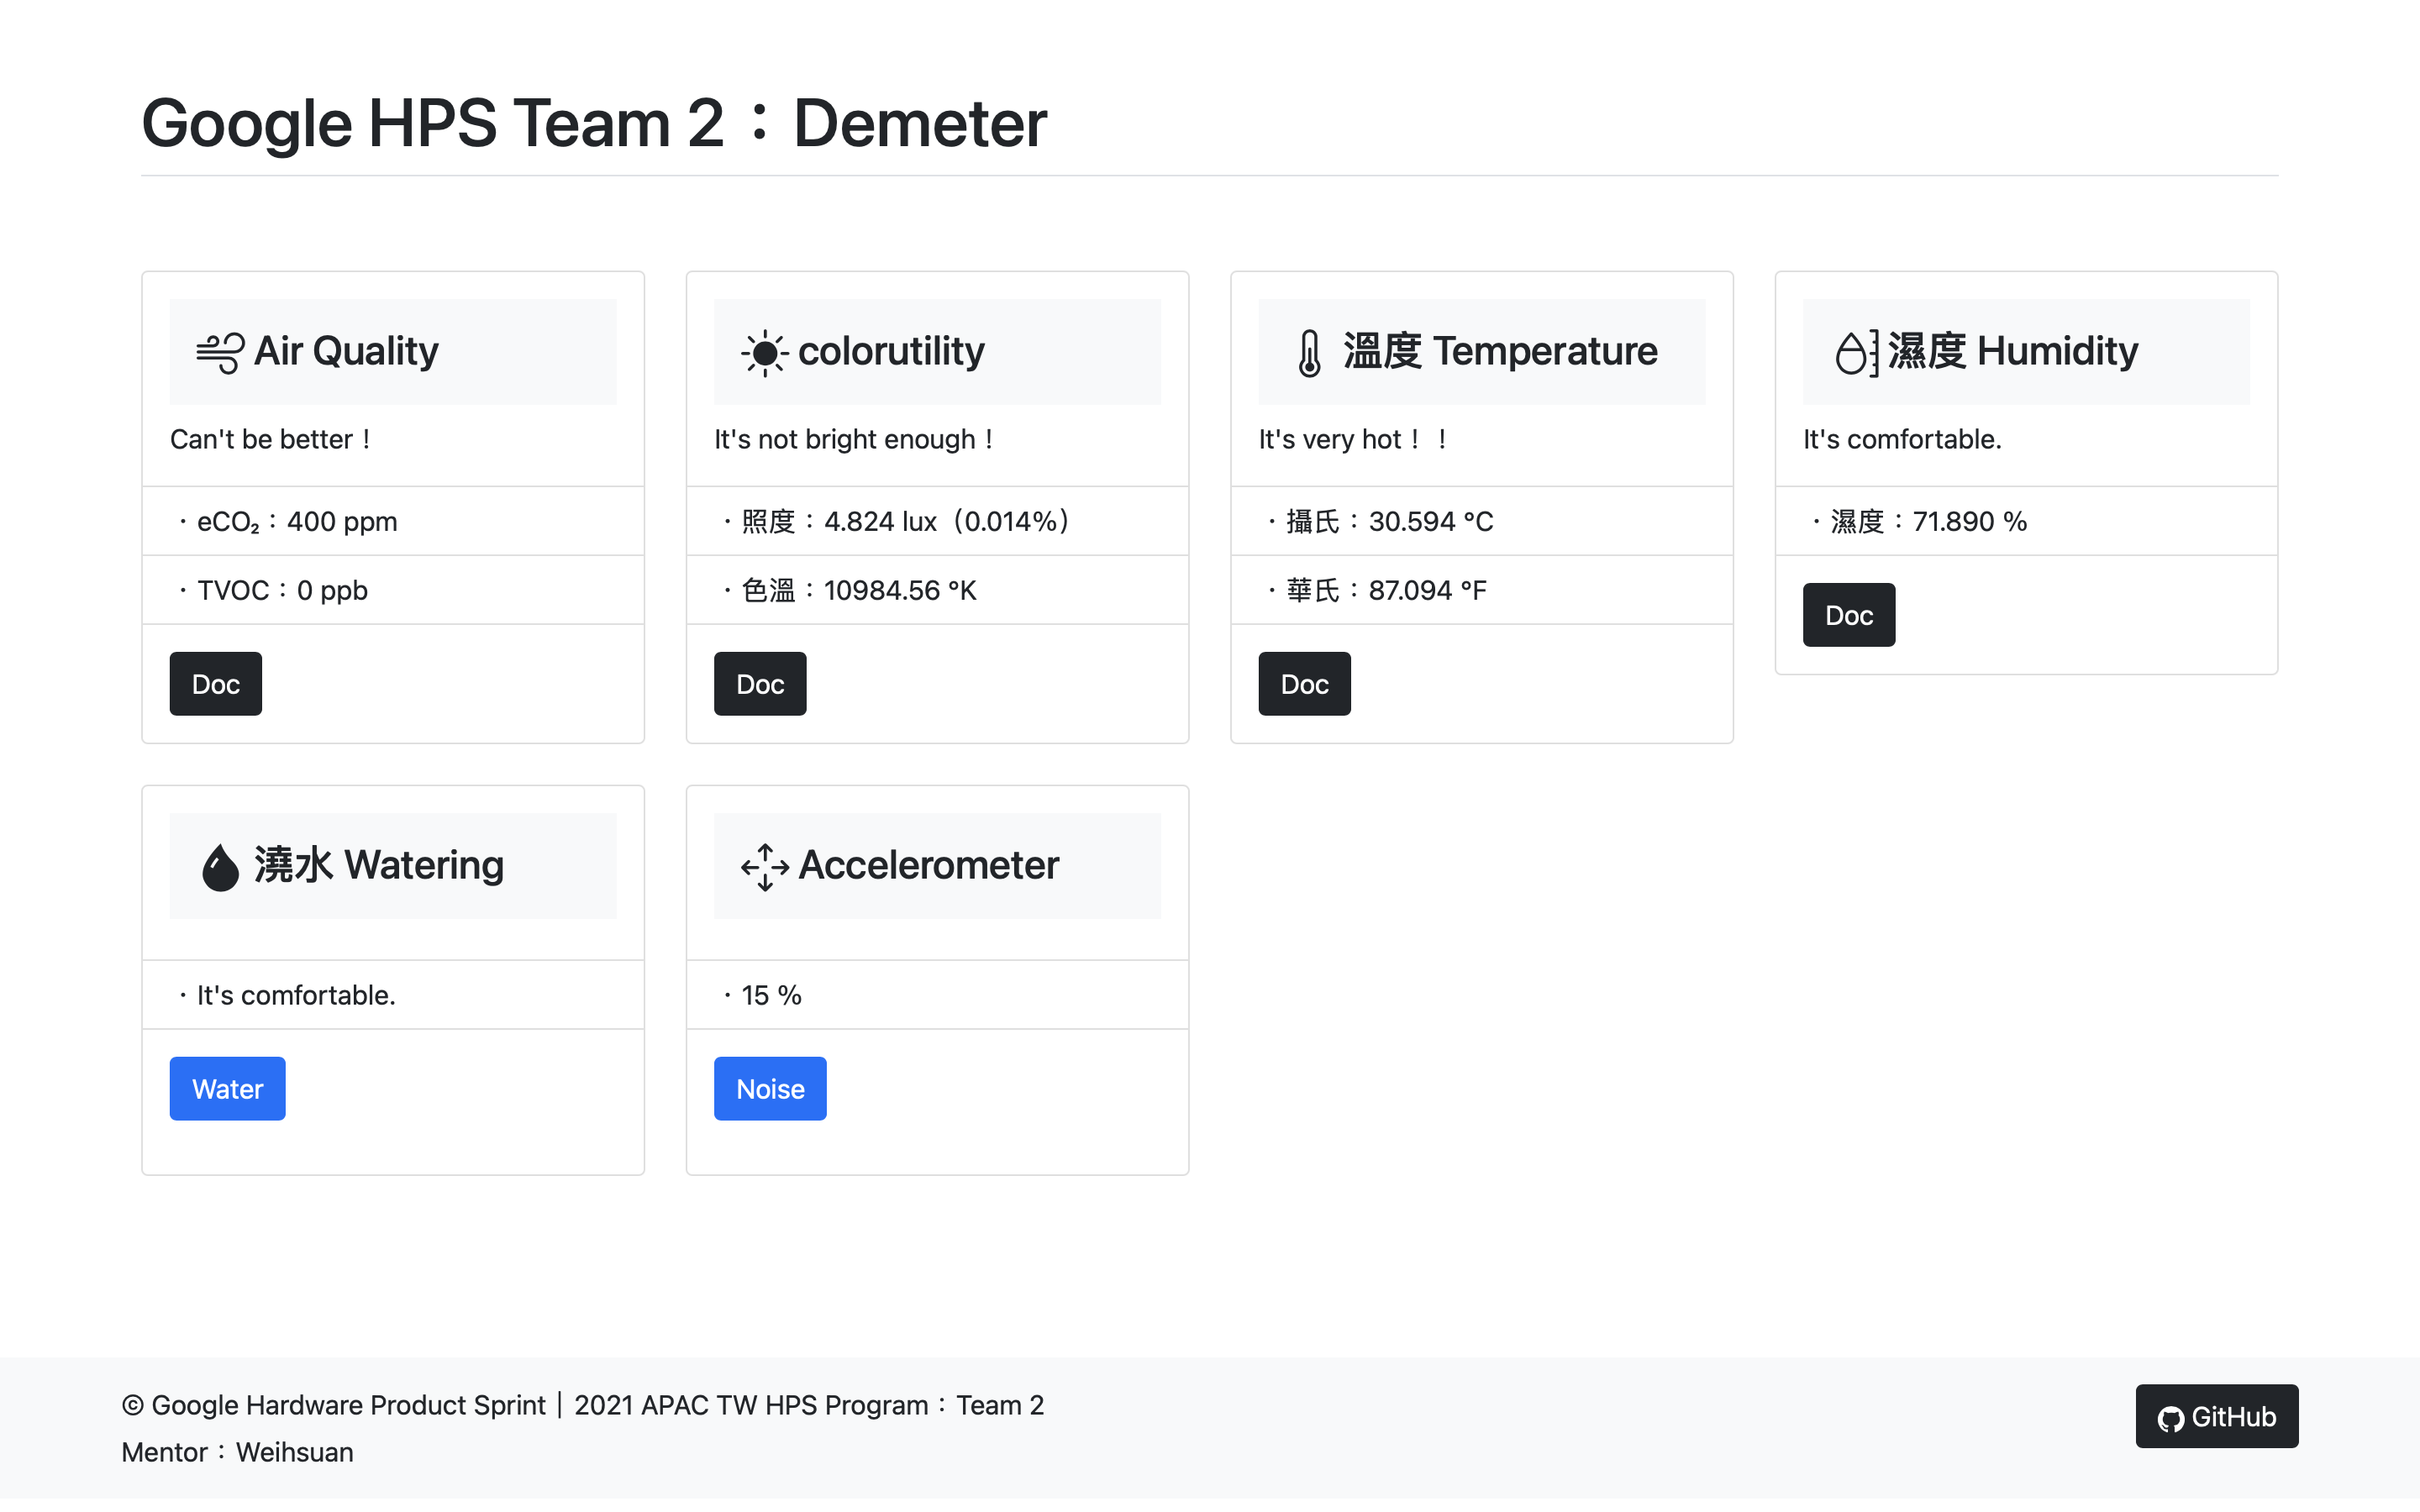 Google HPS Team 2：Demeter
Air Quality
Can't be better！
・eCO₂：400 ppm
・TVOC：0 ppb
Doc
colorutility
It's not bright enough！
・照度：4.824 lux（0.014%）
・色溫：10984.56 °K
Doc
溫度 Temperature
It's very hot！！
・攝氏：30.594 °C
・華氏：87.094 °F
Doc
濕度 Humidity
It's comfortable.
・濕度：71.890 %
Doc
澆水 Watering
・It's comfortable.
Water
Accelerometer
・15 %
Noise
© Google Hardware Product Sprint｜2021 APAC TW HPS Program：Team 2
Mentor：Weihsuan
GitHub